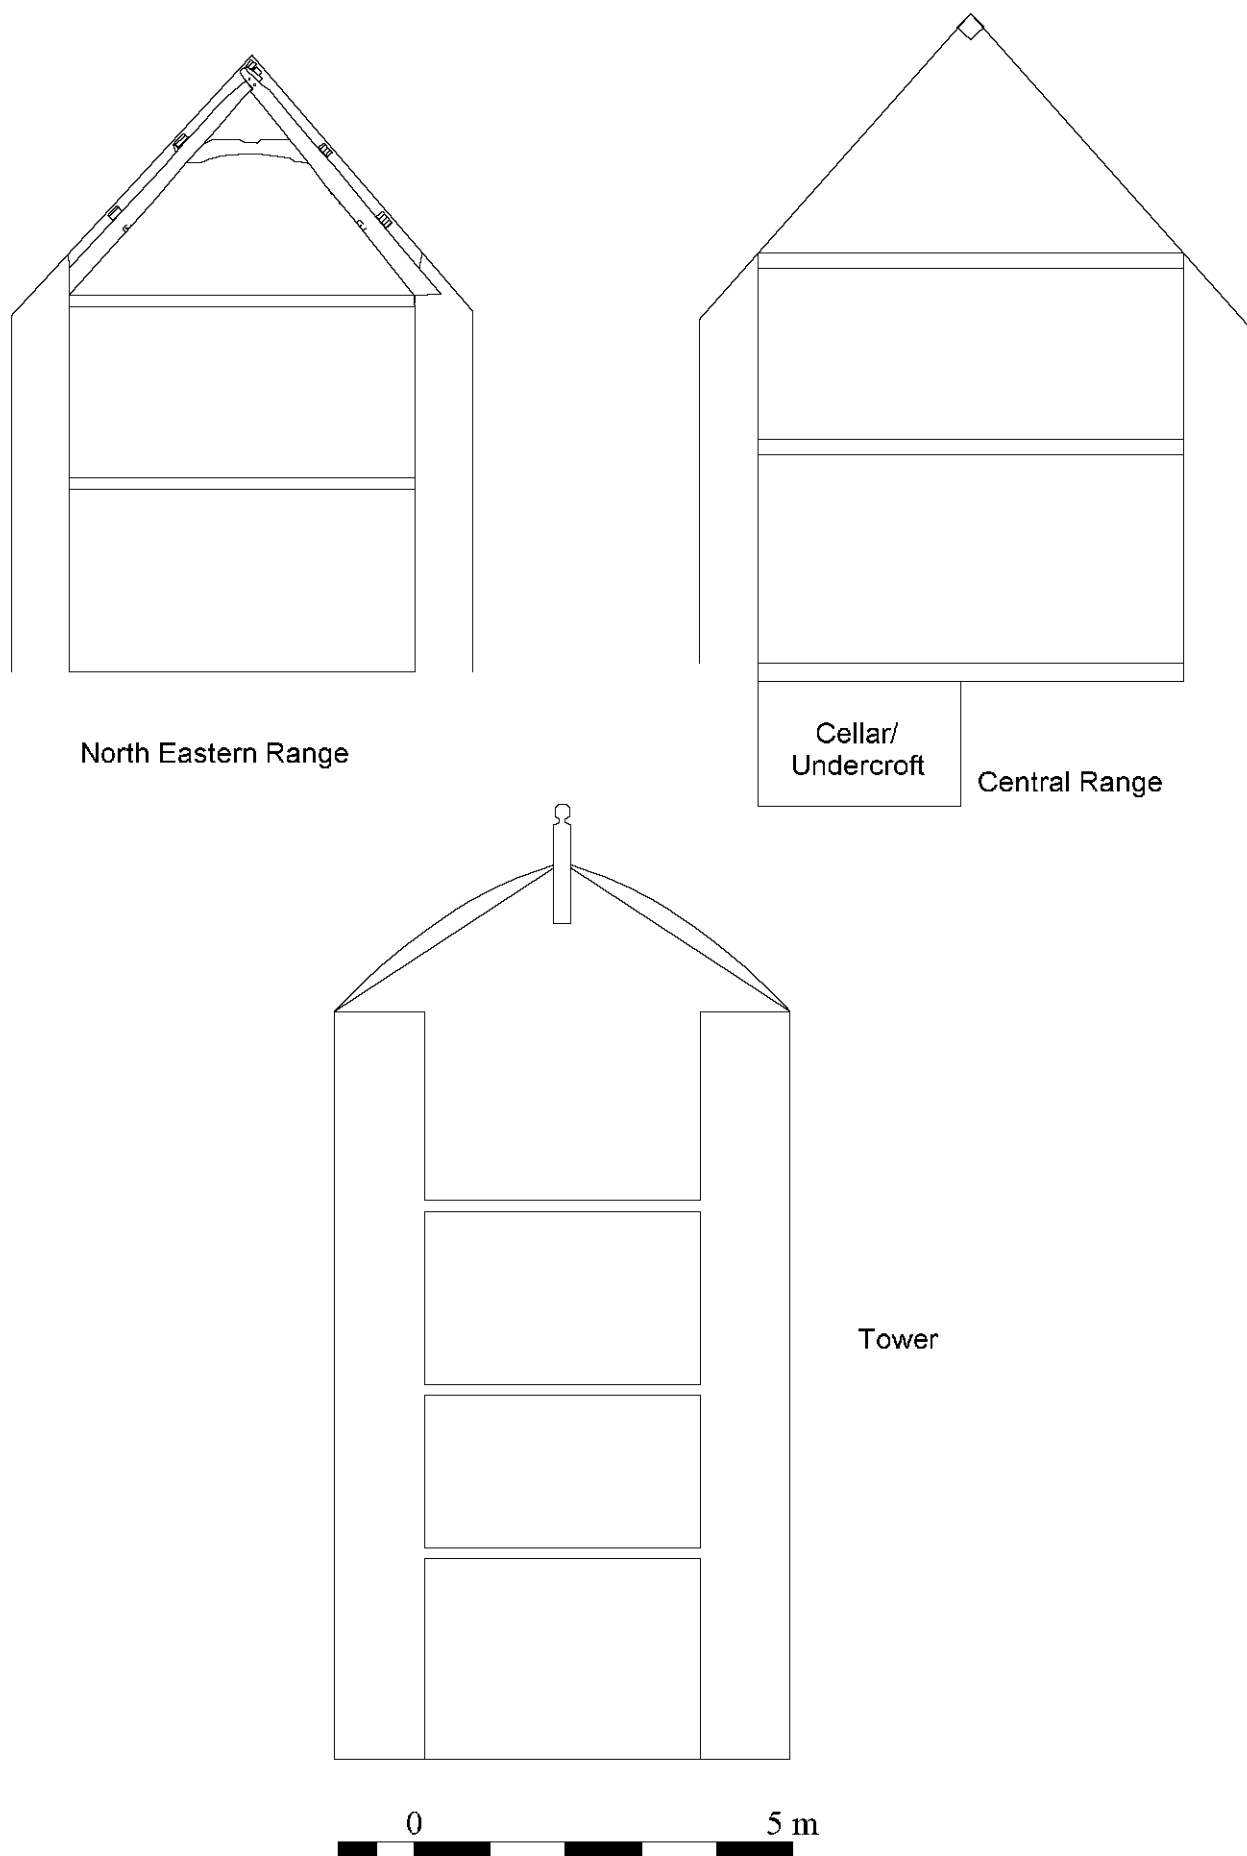 North Eastern Range
Cellar/
Undercroft
Central Range
Tower
0
5 m